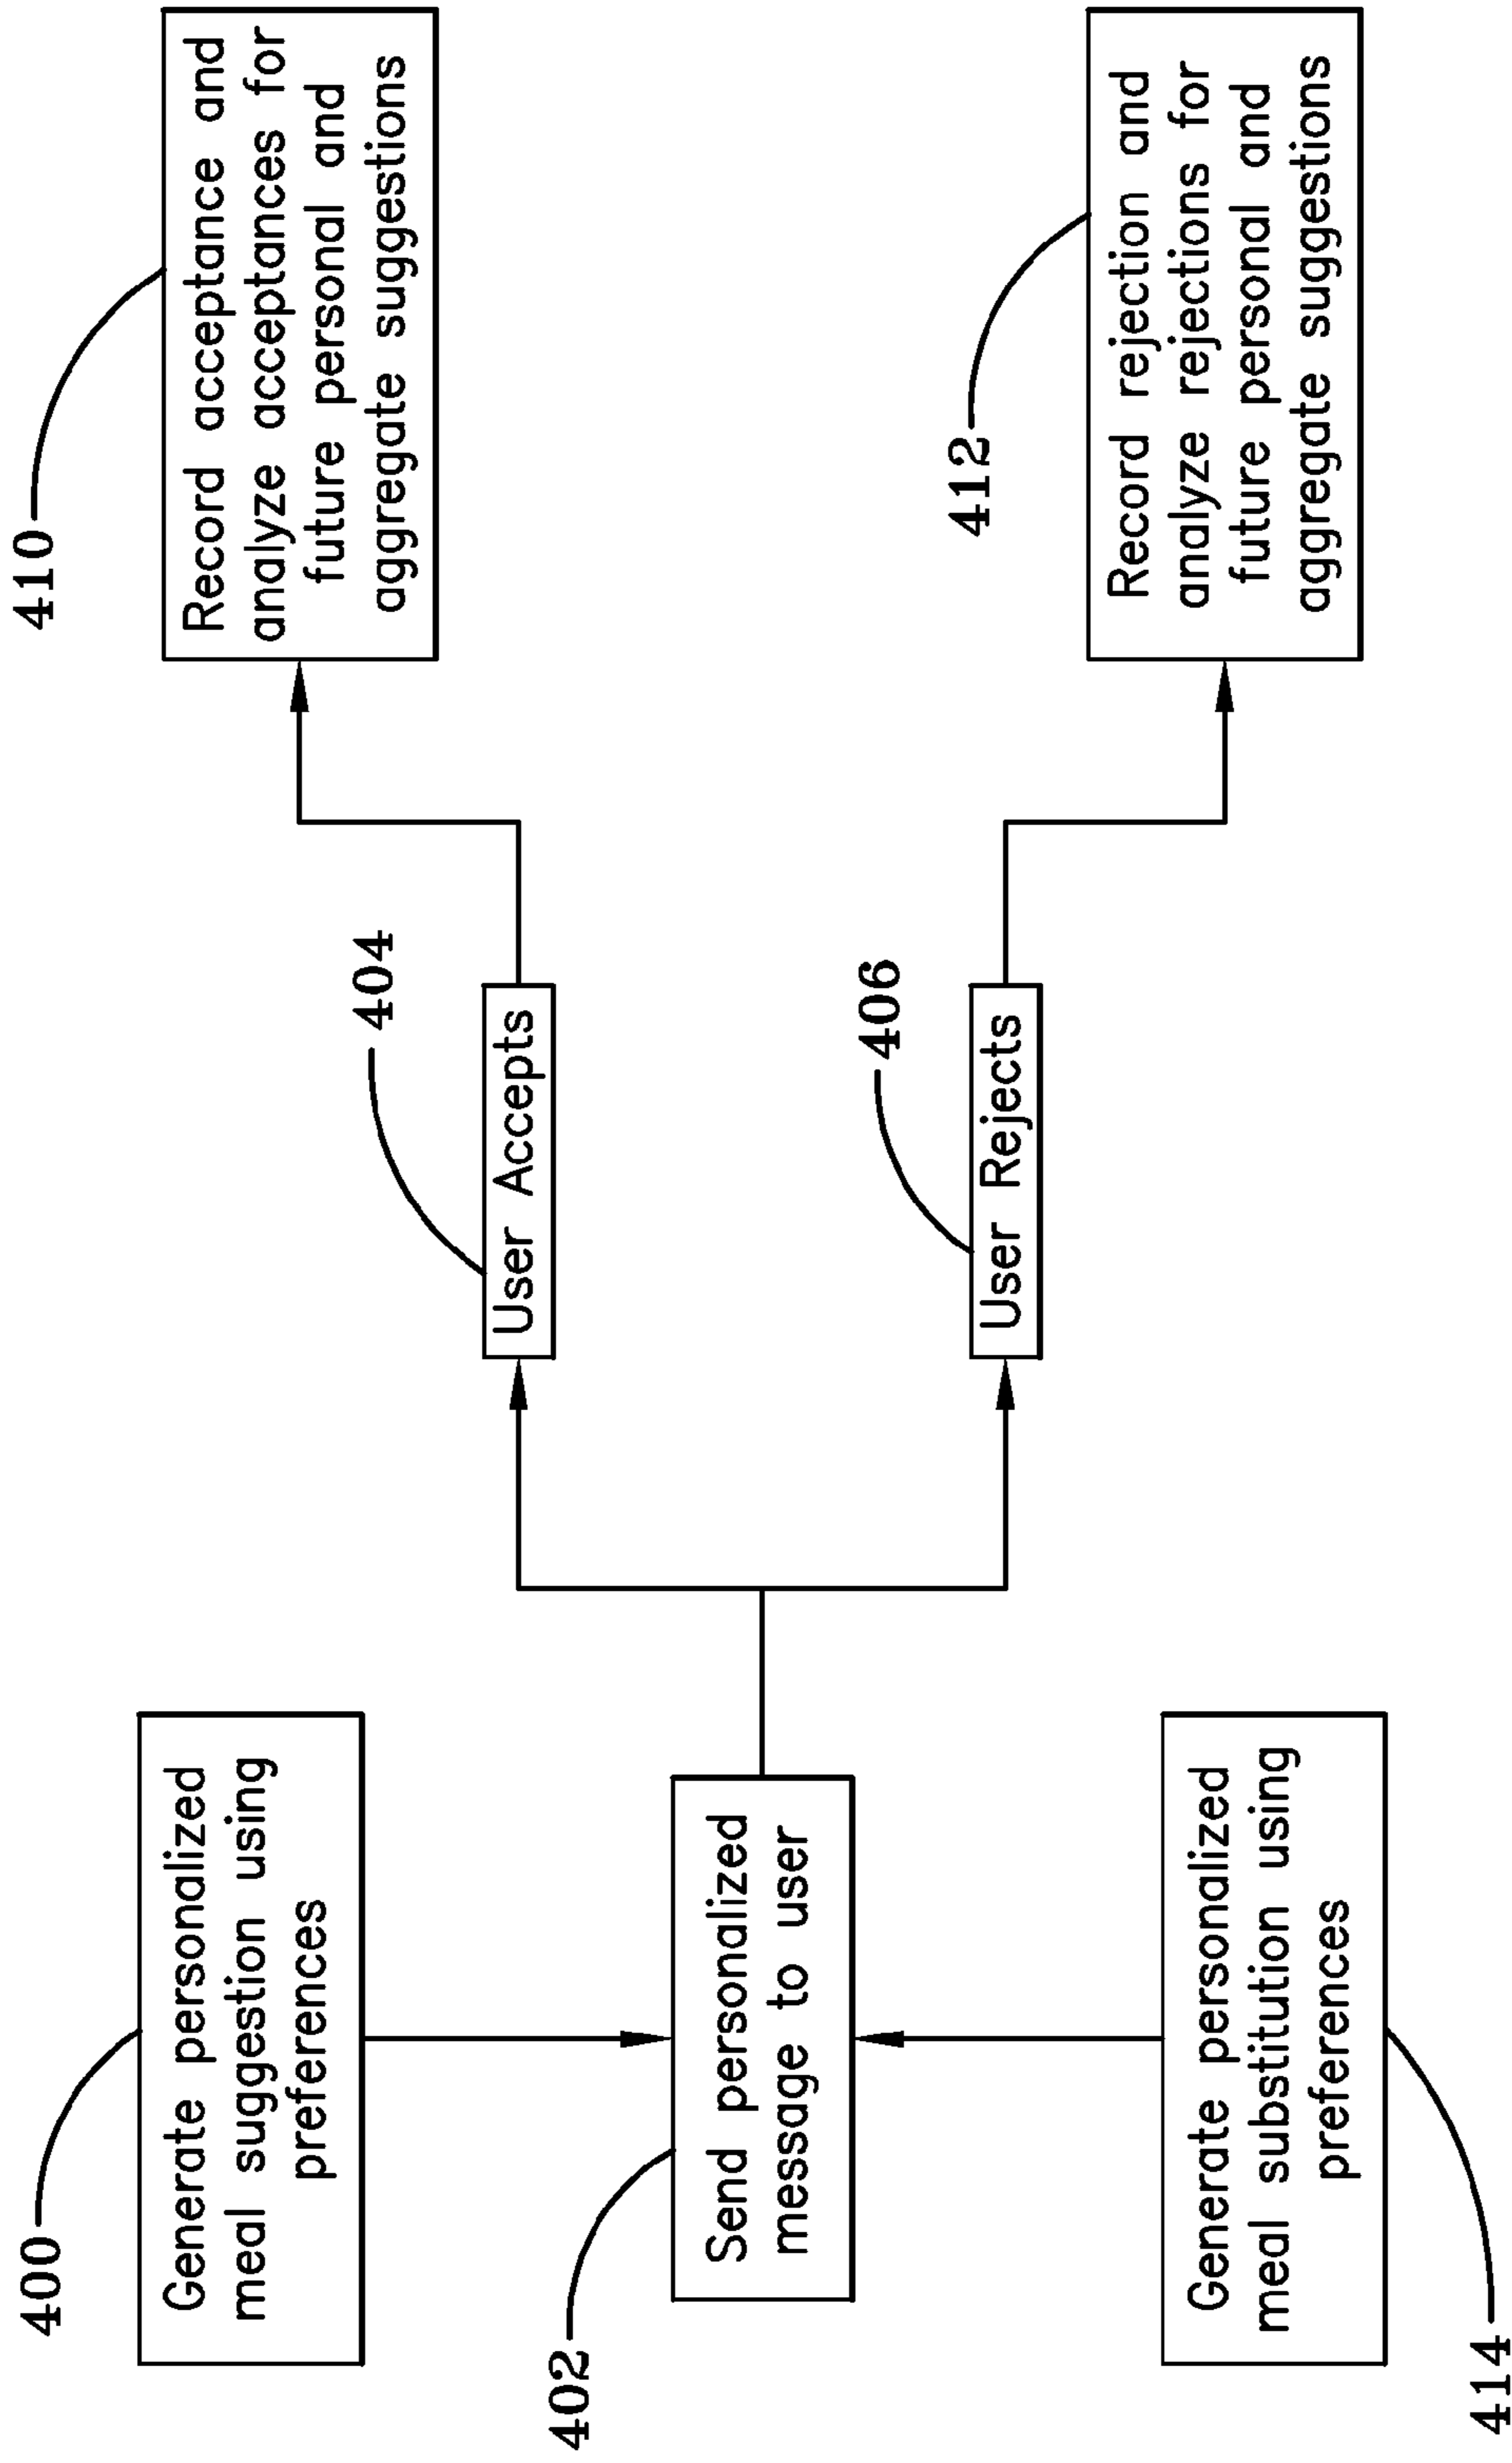 400
Generate personalized
meal suggestion using
preferences
402
Send personalized
message to user
414
Generate personalized
meal substitution using
preferences
404
User Accepts
406
User Rejects
410
Record acceptance and
analyze acceptances for
future personal and
aggregate suggestions
412
Record rejection and
analyze rejections for
future personal and
aggregate suggestions